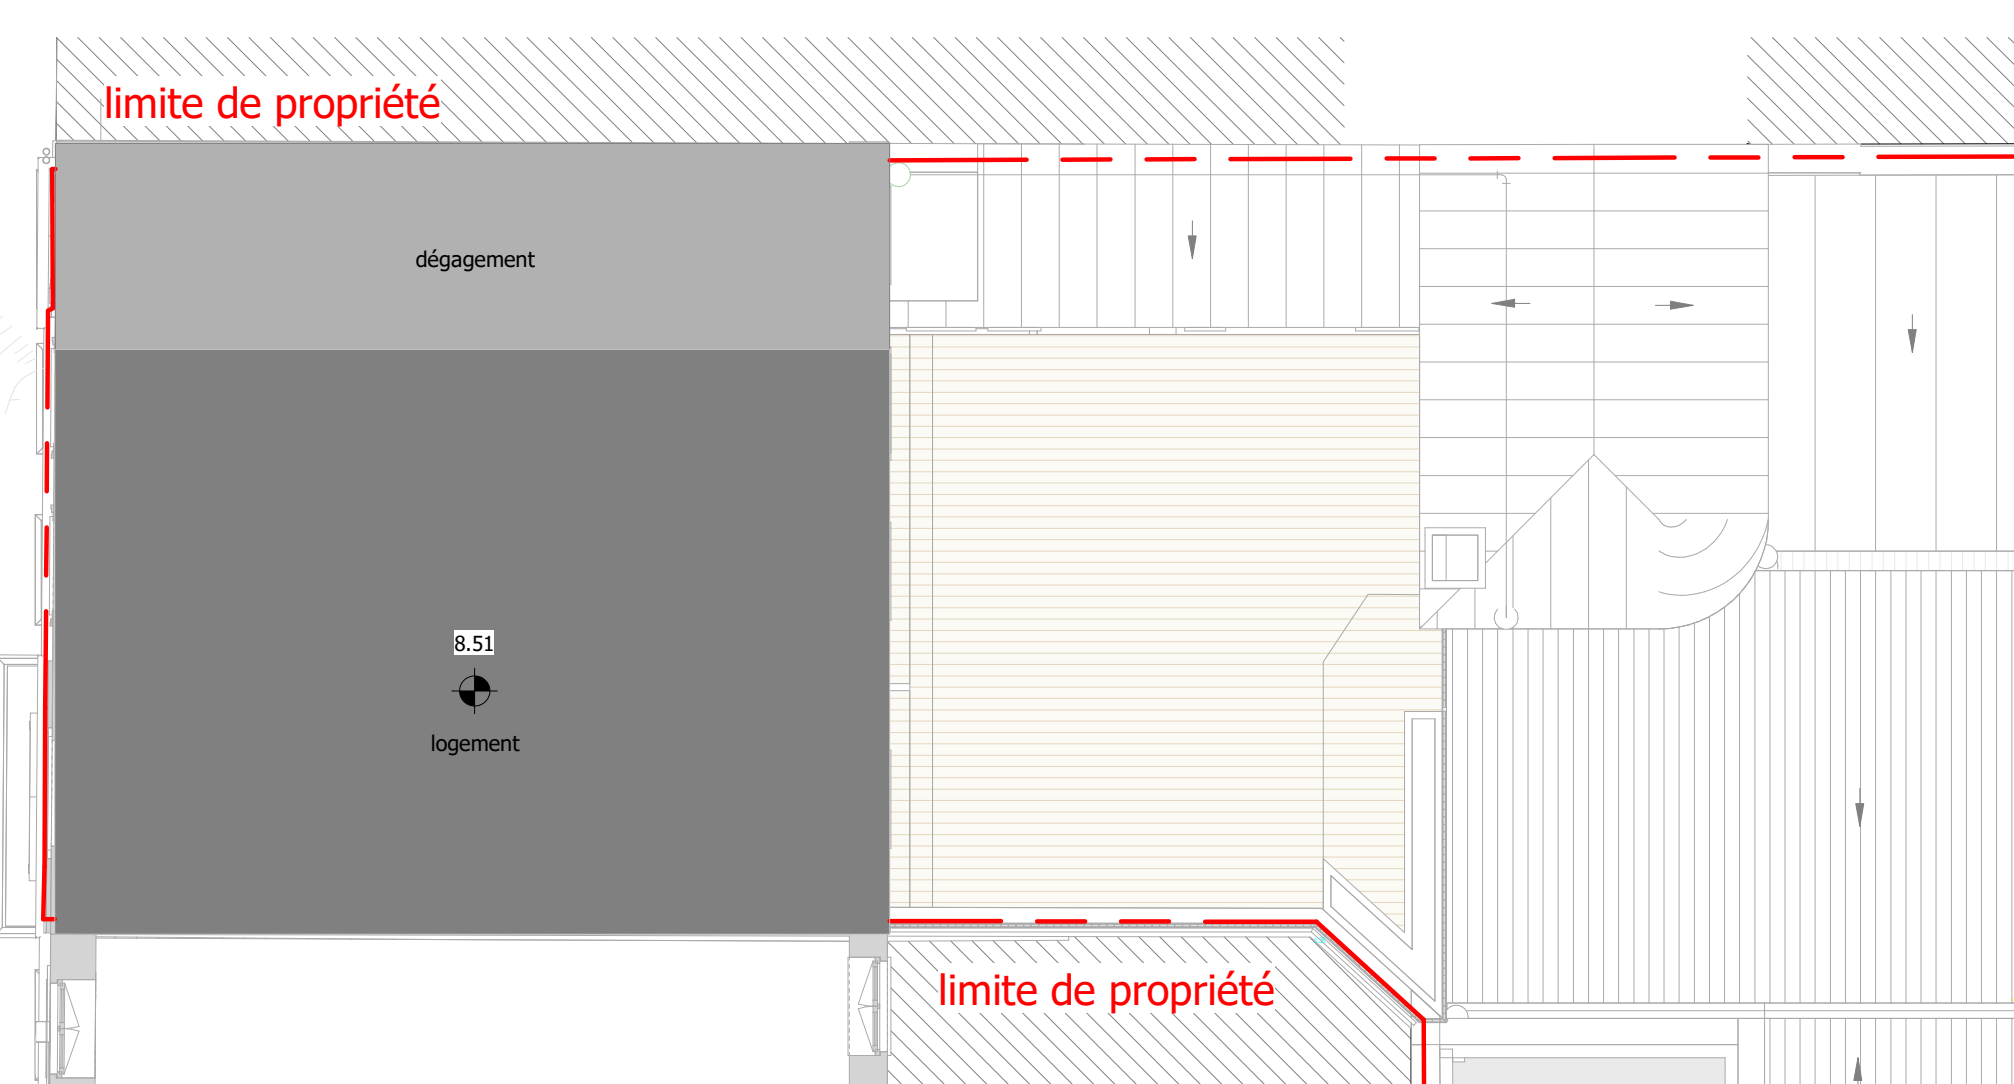 limite de propriété
dégagement
8.51
logement
limite de propriété